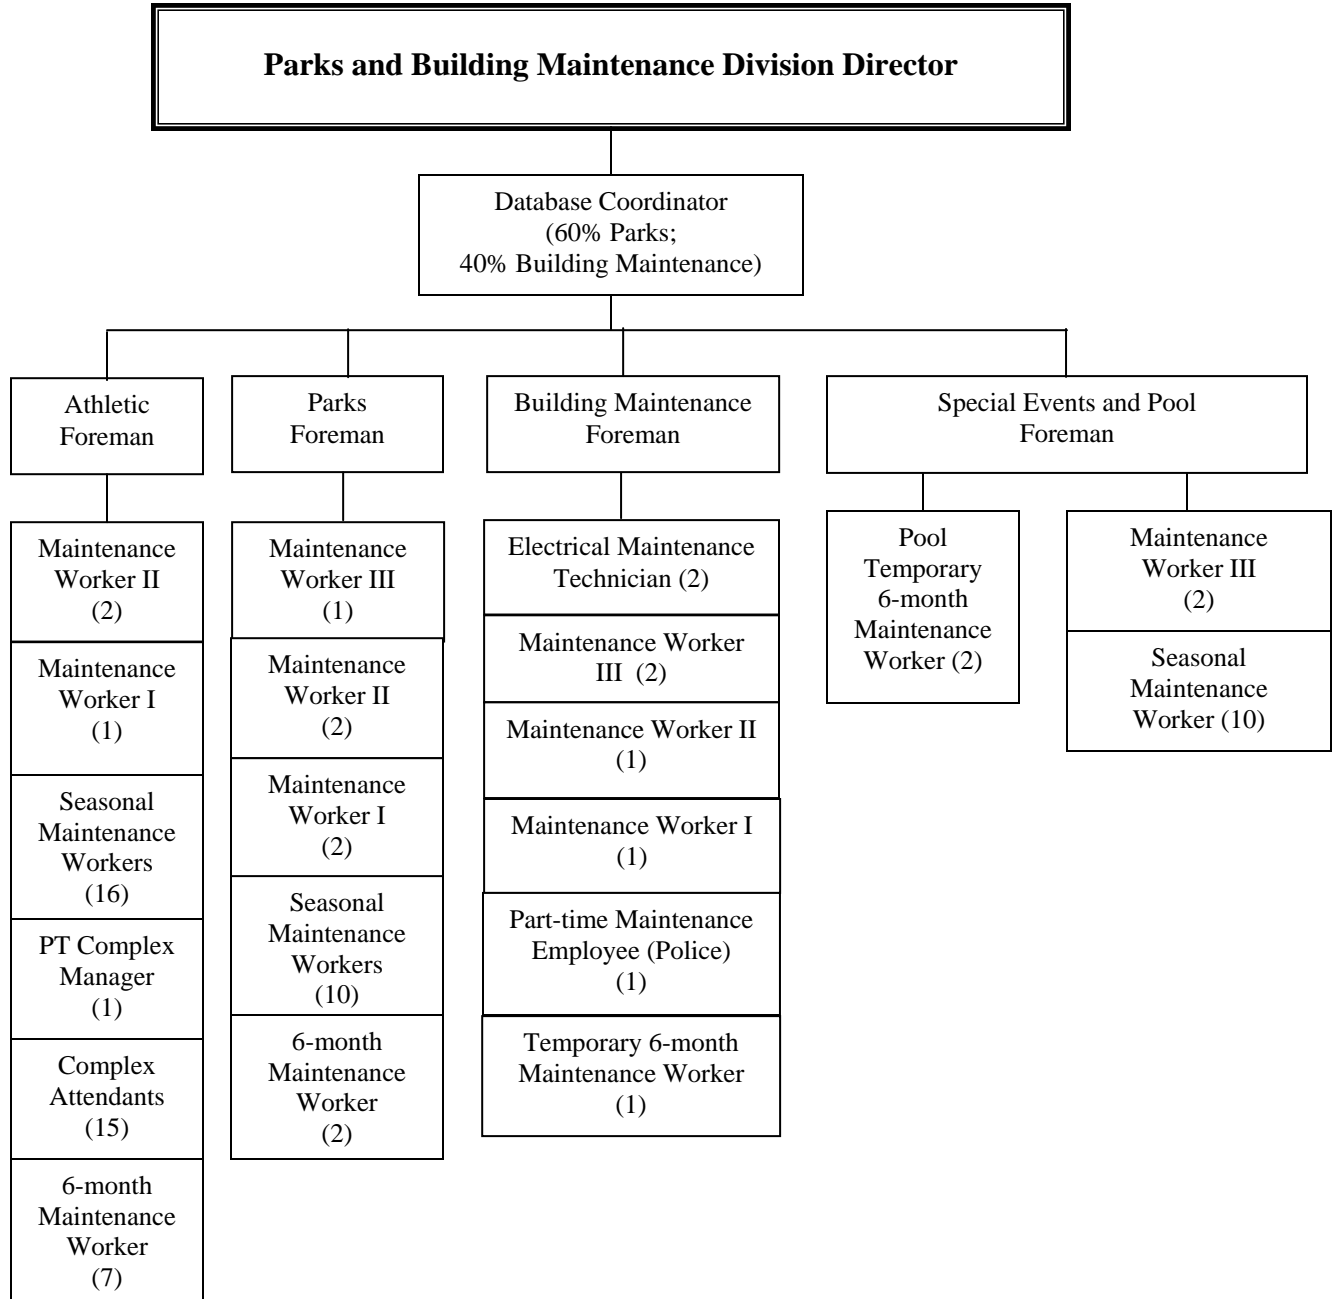 Parks and Building Maintenance Division Director
Database Coordinator
(60% Parks;
40% Building Maintenance)
Athletic
Foreman
Maintenance
Worker II
(2)
Maintenance
Worker I
(1)
Seasonal
Maintenance
Workers
(16)
PT Complex
Manager
(1)
Complex
Attendants
(15)
6-month
Maintenance
Worker
(7)
Parks
Foreman
Maintenance
Worker III
(1)
Maintenance
Worker II
(2)
Maintenance
Worker I
(2)
Seasonal
Maintenance
Workers
(10)
6-month
Maintenance
Worker
(2)
Building Maintenance
Foreman
Electrical Maintenance
Technician (2)
Maintenance Worker
III (2)
Maintenance Worker II
(1)
Maintenance Worker I
(1)
Part-time Maintenance
Employee (Police)
(1)
Temporary 6-month
Maintenance Worker
(1)
Special Events and Pool
Foreman
Pool
Temporary
6-month
Maintenance
Worker (2)
Maintenance
Worker III
(2)
Seasonal
Maintenance
Worker (10)